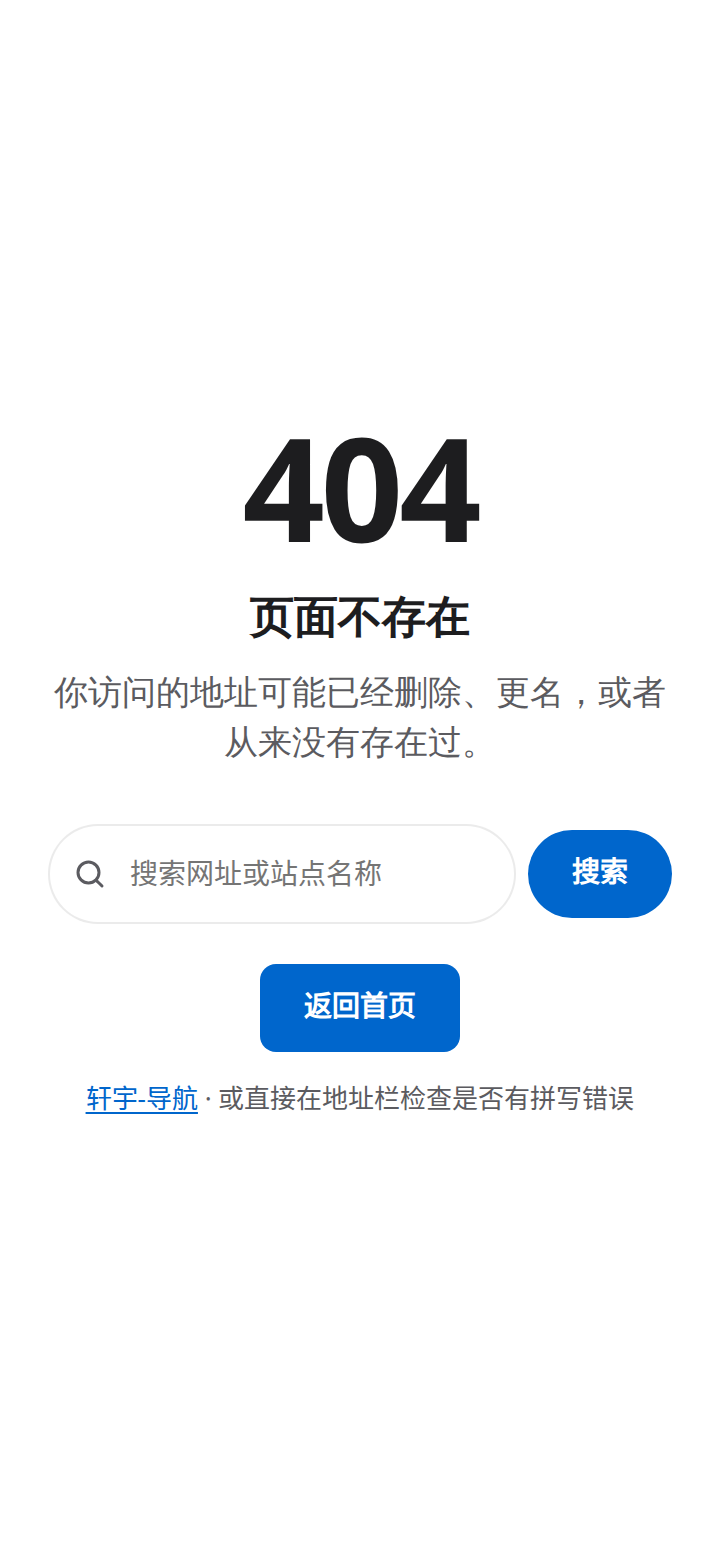 404
页面不存在
你访问的地址可能已经删除、更名，或者
从来没有存在过。
搜索网址或站点名称
搜索
返回首页
轩宇-导航 · 或直接在地址栏检查是否有拼写错误